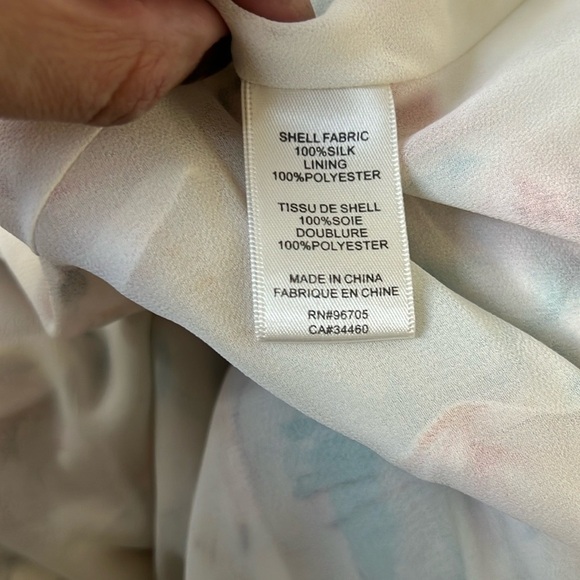 SHELL FABRIC
100%SILK
LINING
100%POLYESTER
TISSU DE SHELL
100%SOIE
DOUBLURE
100%POLYESTER
MADE IN CHINA
FABRIQUE EN CHINE
RN#96705
CA#34460